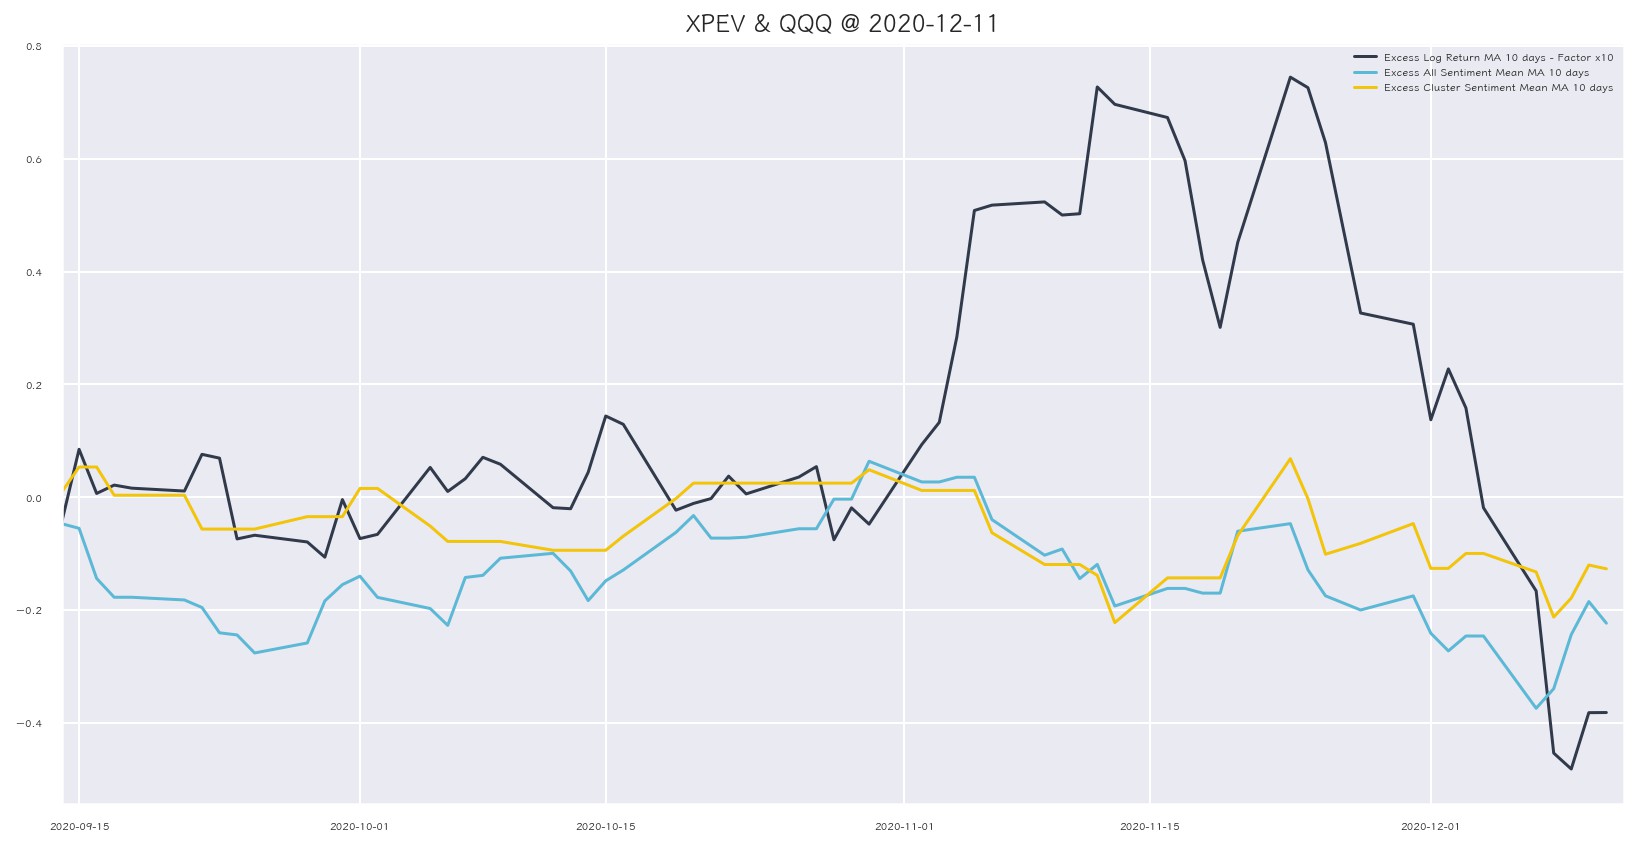 XPEV & QQQ @ 2020-12-11
Excess Log Return MA 10 days - Factor x10
Excess All Sentiment Mean MA 10 days
Excess Cluster Sentiment Mean MA 10 days
0.8
0.6
0.4
0.2
0.0
−0.2
−0.4
2020-09-15 2020-10-01 2020-10-15 2020-11-01 2020-11-15 2020-12-01